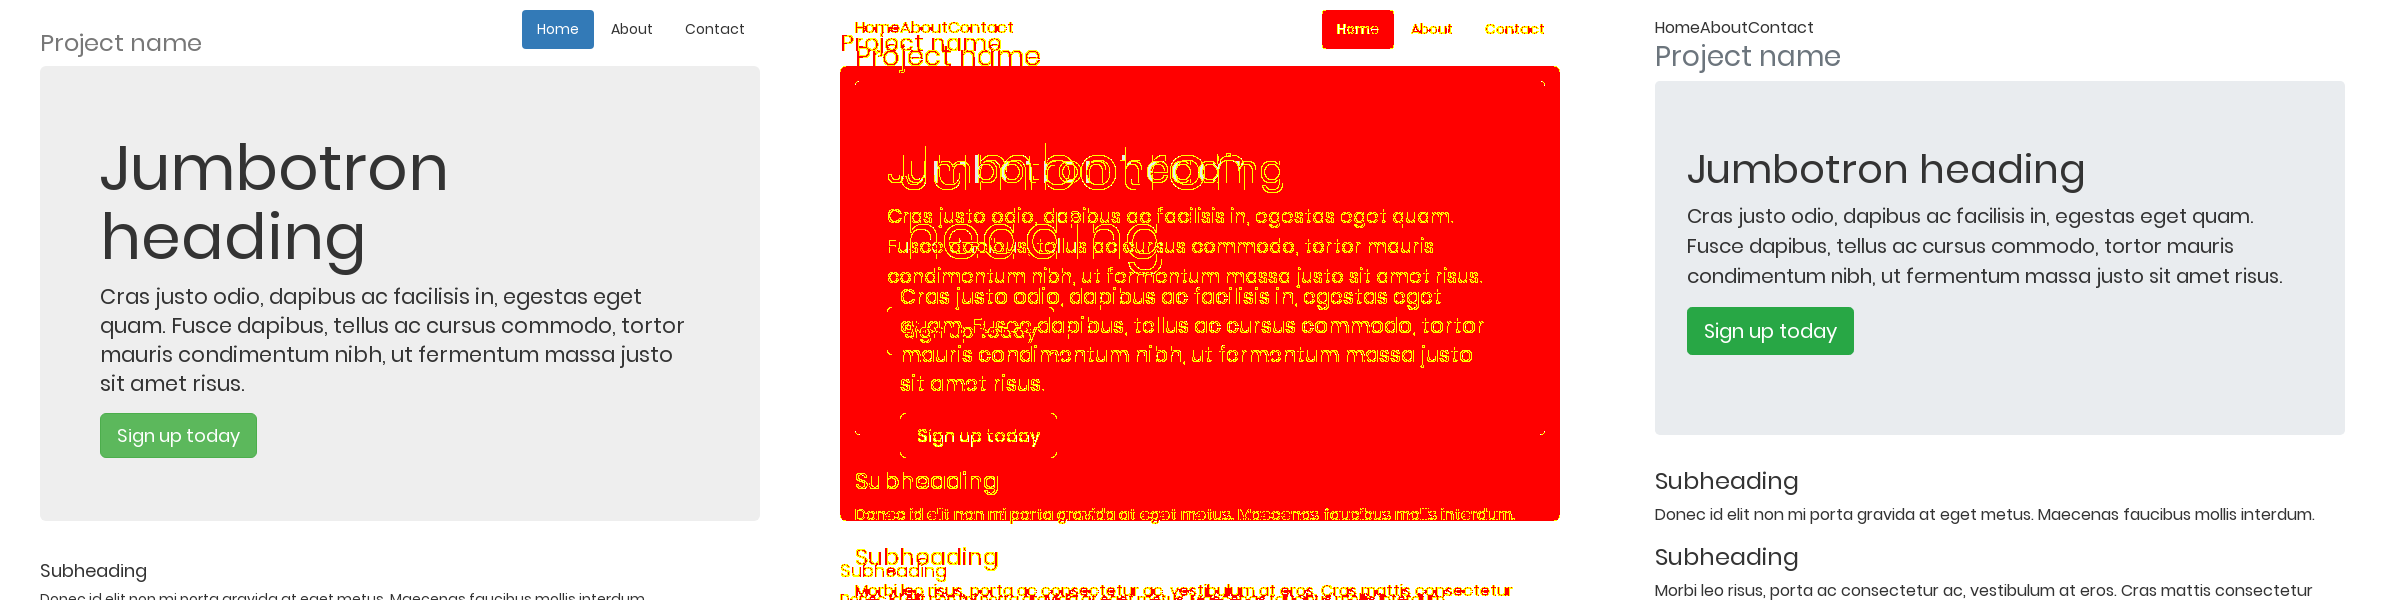 Home About Contact
Project name
Jumbotron
heading
Cras justo odio, dapibus ac facilisis in, egestas eget
quam. Fusce dapibus, tellus ac cursus commodo, tortor
mauris condimentum nibh, ut fermentum massa justo
sit amet risus.
Sign up today
Subheading
Donec id elit non mi porta gravida at eget metus. Maecenas faucibus mollis interdum.
HomeAboutContact
Home About Contact
Project name
Project name
Jumbotron heading
Jumbotron
heading
Cras justo odio, dapibus ac facilisis in, egestas eget quam.
Fusce dapibus, tellus ac cursus commodo, tortor mauris
condimentum nibh, ut fermentum massa justo sit amet risus.
Cras justo odio, dapibus ac facilisis in, egestas eget
quam. Fusce dapibus, tellus ac cursus commodo, tortor
Sign up today
mauris condimentum nibh, ut fermentum massa justo
sit amet risus.
Sign up today
Subheading
Donec id elit non mi porta gravida at eget metus. Maecenas faucibus mollis interdum.
Subheading
Subheading
Morbi leo risus, porta ac consectetur ac, vestibulum at eros. Cras mattis consectetur
HomeAboutContact
Project name
Jumbotron heading
Cras justo odio, dapibus ac facilisis in, egestas eget quam.
Fusce dapibus, tellus ac cursus commodo, tortor mauris
condimentum nibh, ut fermentum massa justo sit amet risus.
Sign up today
Subheading
Donec id elit non mi porta gravida at eget metus. Maecenas faucibus mollis interdum.
Subheading
Morbi leo risus, porta ac consectetur ac, vestibulum at eros. Cras mattis consectetur